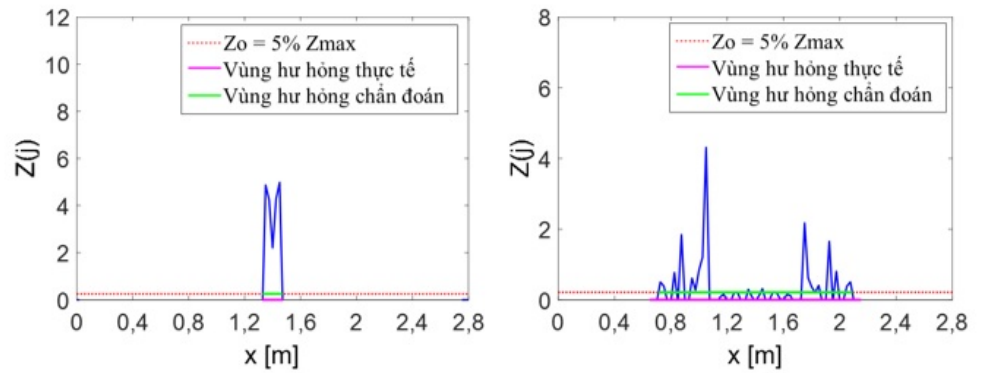 12
10
8
6
4
2
0
Z(j)
Zo = 5% Zmax
Vùng hư hỏng thực tế
Vùng hư hỏng chẩn đoán
0 0,4 0,8 1,2 1,6 2 2,4 2,8
x [m]
8
6
4
2
0
Z(j)
Zo = 5% Zmax
Vùng hư hỏng thực tế
Vùng hư hỏng chẩn đoán
0 0,4 0,8 1,2 1,6 2 2,4 2,8
x [m]